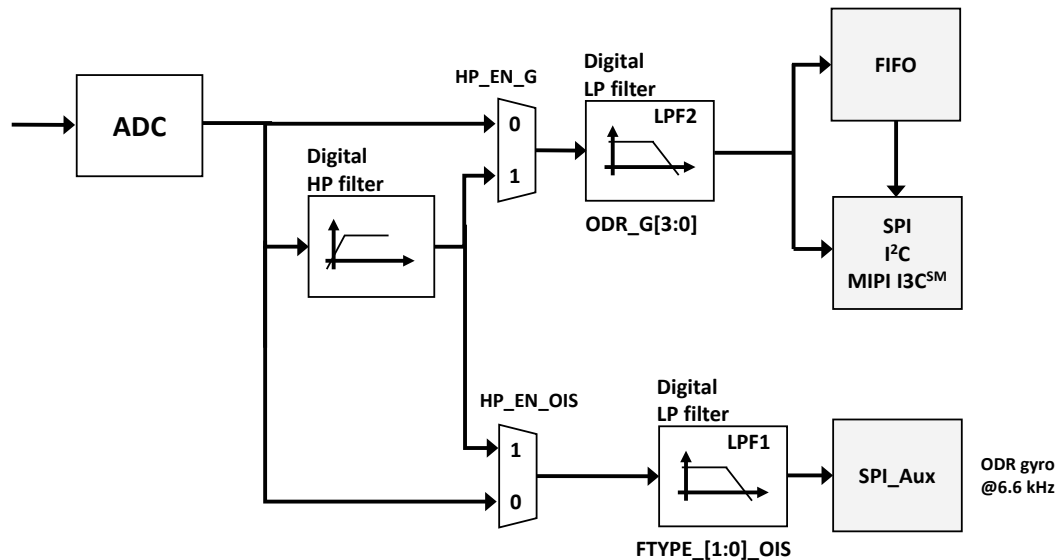 ADC
Digital
HP filter
HP_EN_G
0
1
Digital
LP filter
LPF2
ODR_G[3:0]
FIFO
SPI
I²C
MIPI I3Cˢᴹ
HP_EN_OIS
1
0
Digital
LP filter
LPF1
FTYPE_[1:0]_OIS
SPI_Aux
ODR gyro
@6.6 kHz